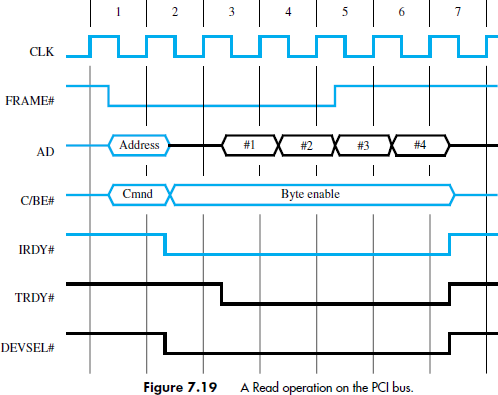 1 2 3 4 5 6 7
CLK
FRAME#
AD Address #1 #2 #3 #4
C/BE# Cmnd Byte enable
IRDY#
TRDY#
DEVSEL#
Figure 7.19 A Read operation on the PCI bus.